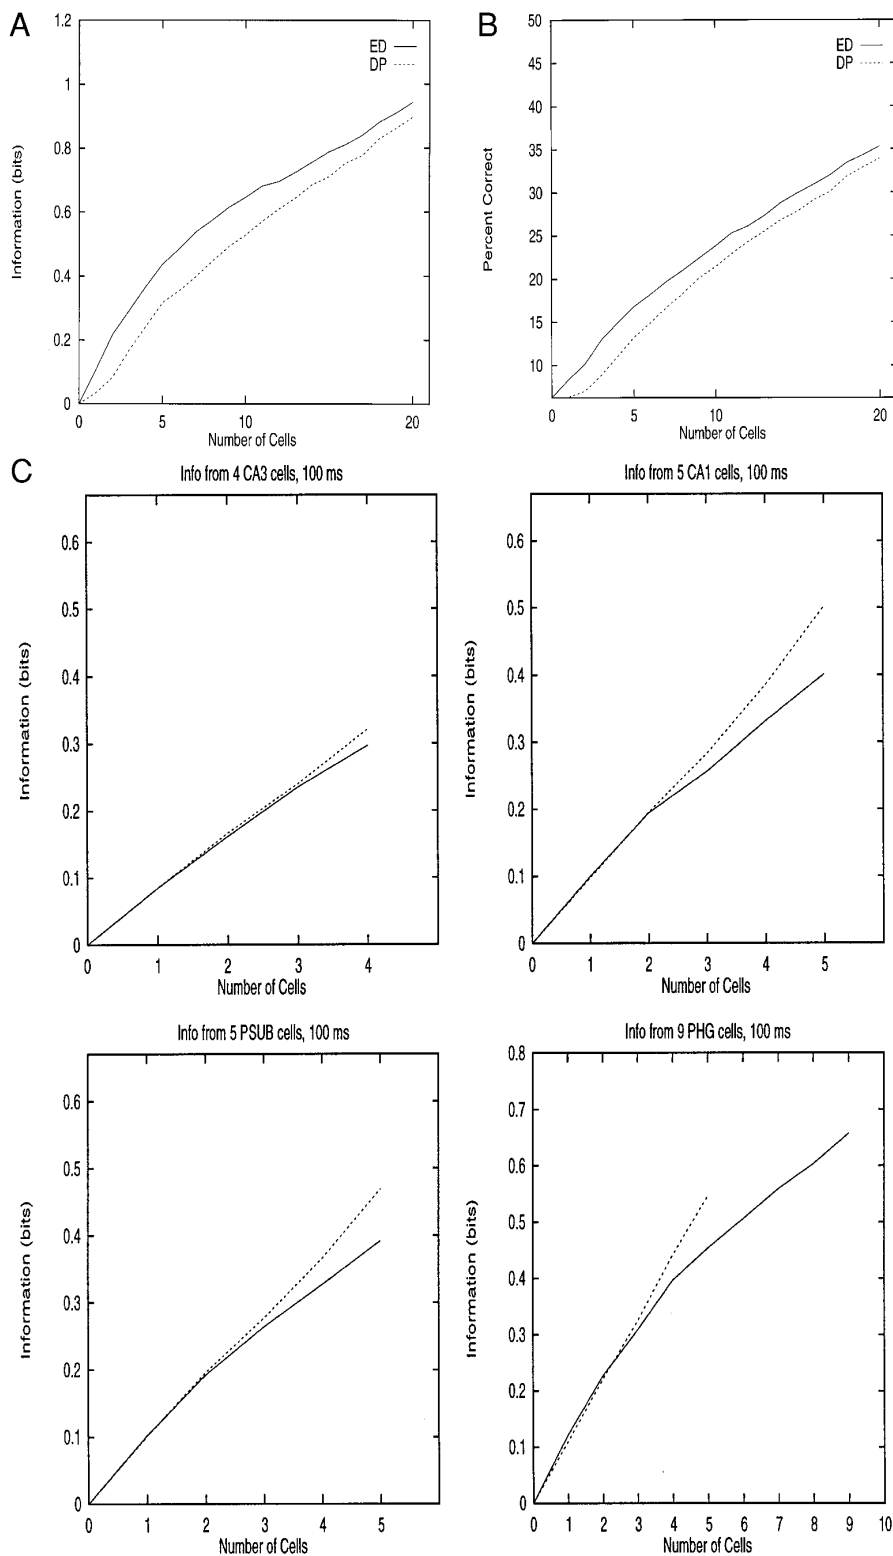 A
1.2
1
0.8
0.6
0.4
0.2
0
Information (bits)
ED
DP
0 5 10 20
Number of Cells
B
50
45
40
35
30
25
20
15
10
Percent Correct
ED
DP
0 5 10 20
Number of Cells
C
Info from 4 CA3 cells, 100 ms
0.6
0.5
0.4
0.3
0.2
0.1
0
Information (bits)
0 1 2 3 4
Number of Cells
Info from 5 CA1 cells, 100 ms
0.6
0.5
0.4
0.3
0.2
0.1
0
Information (bits)
0 1 2 3 4 5
Number of Cells
Info from 5 PSUB cells, 100 ms
0.6
0.5
0.4
0.3
0.2
0.1
0
Information (bits)
0 1 2 3 4 5
Number of Cells
Info from 9 PHG cells, 100 ms
0.8
0.7
0.6
0.5
0.4
0.3
0.2
0.1
0
Information (bits)
0 1 2 3 4 5 6 7 8 9 10
Number of Cells